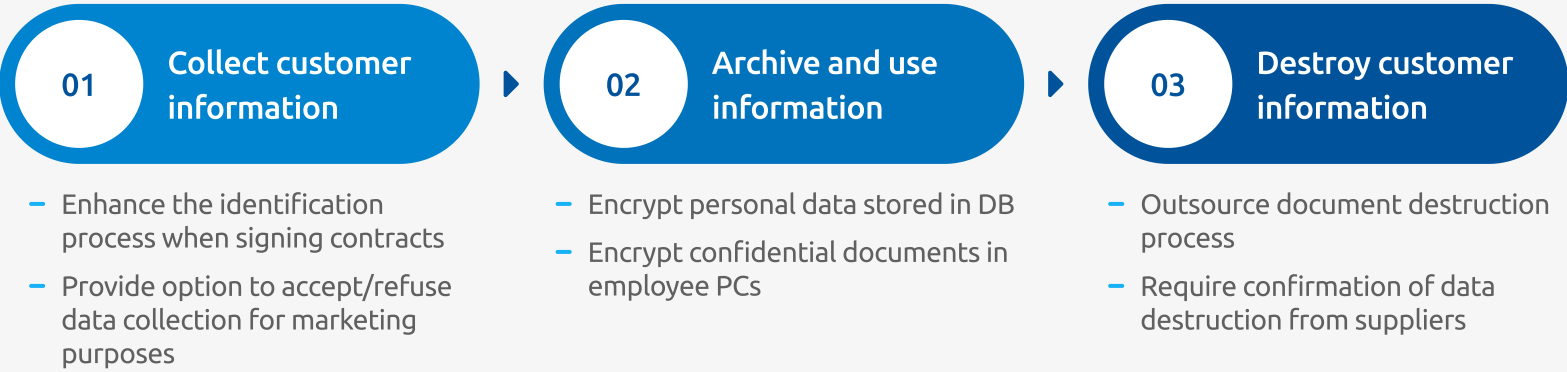 01
Collect customer
information
– Enhance the identification
process when signing contracts
– Provide option to accept/refuse
data collection for marketing
purposes
02
Archive and use
information
– Encrypt personal data stored in DB
– Encrypt confidential documents in
employee PCs
03
Destroy customer
information
– Outsource document destruction
process
– Require confirmation of data
destruction from suppliers